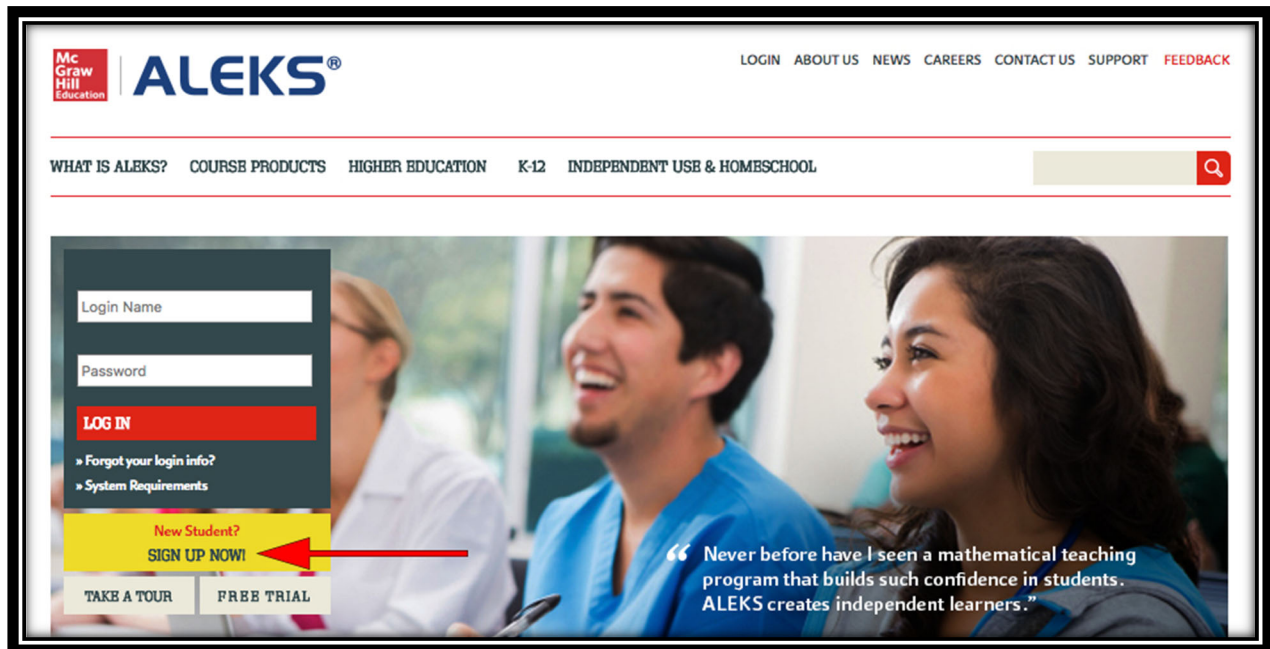 Mc
Graw
Hill
Education
ALEKS®
LOGIN ABOUT US NEWS CAREERS CONTACT US SUPPORT FEEDBACK
WHAT IS ALEKS? COURSE PRODUCTS HIGHER EDUCATION K-12 INDEPENDENT USE & HOMESCHOOL
Login Name
Password
LOG IN
» Forgot your login info?
» System Requirements
New Student?
SIGN UP NOW!
TAKE A TOUR FREE TRIAL
“ Never before have I seen a mathematical teaching
program that builds such confidence in students.
ALEKS creates independent learners.”